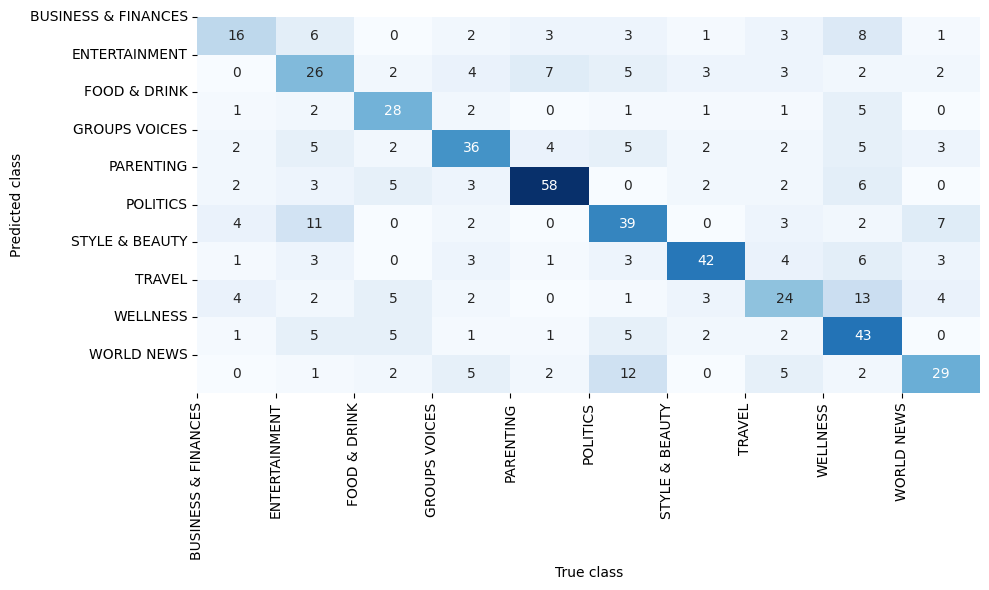 BUSINESS & FINANCES
16 6 0 2 3 3 1 3 8 1
ENTERTAINMENT
0 26 2 4 7 5 3 3 2 2
FOOD & DRINK
1 2 28 2 0 1 1 1 5 0
GROUPS VOICES
2 5 2 36 4 5 2 2 5 3
PARENTING
2 3 5 3 58 0 2 2 6 0
POLITICS
4 11 0 2 0 39 0 3 2 7
STYLE & BEAUTY
1 3 0 3 1 3 42 4 6 3
TRAVEL
4 2 5 2 0 1 3 24 13 4
WELLNESS
1 5 5 1 1 5 2 2 43 0
WORLD NEWS
0 1 2 5 2 12 0 5 2 29
Predicted class
BUSINESS & FINANCES
ENTERTAINMENT
FOOD & DRINK
GROUPS VOICES
PARENTING
POLITICS
STYLE & BEAUTY
TRAVEL
WELLNESS
WORLD NEWS
True class